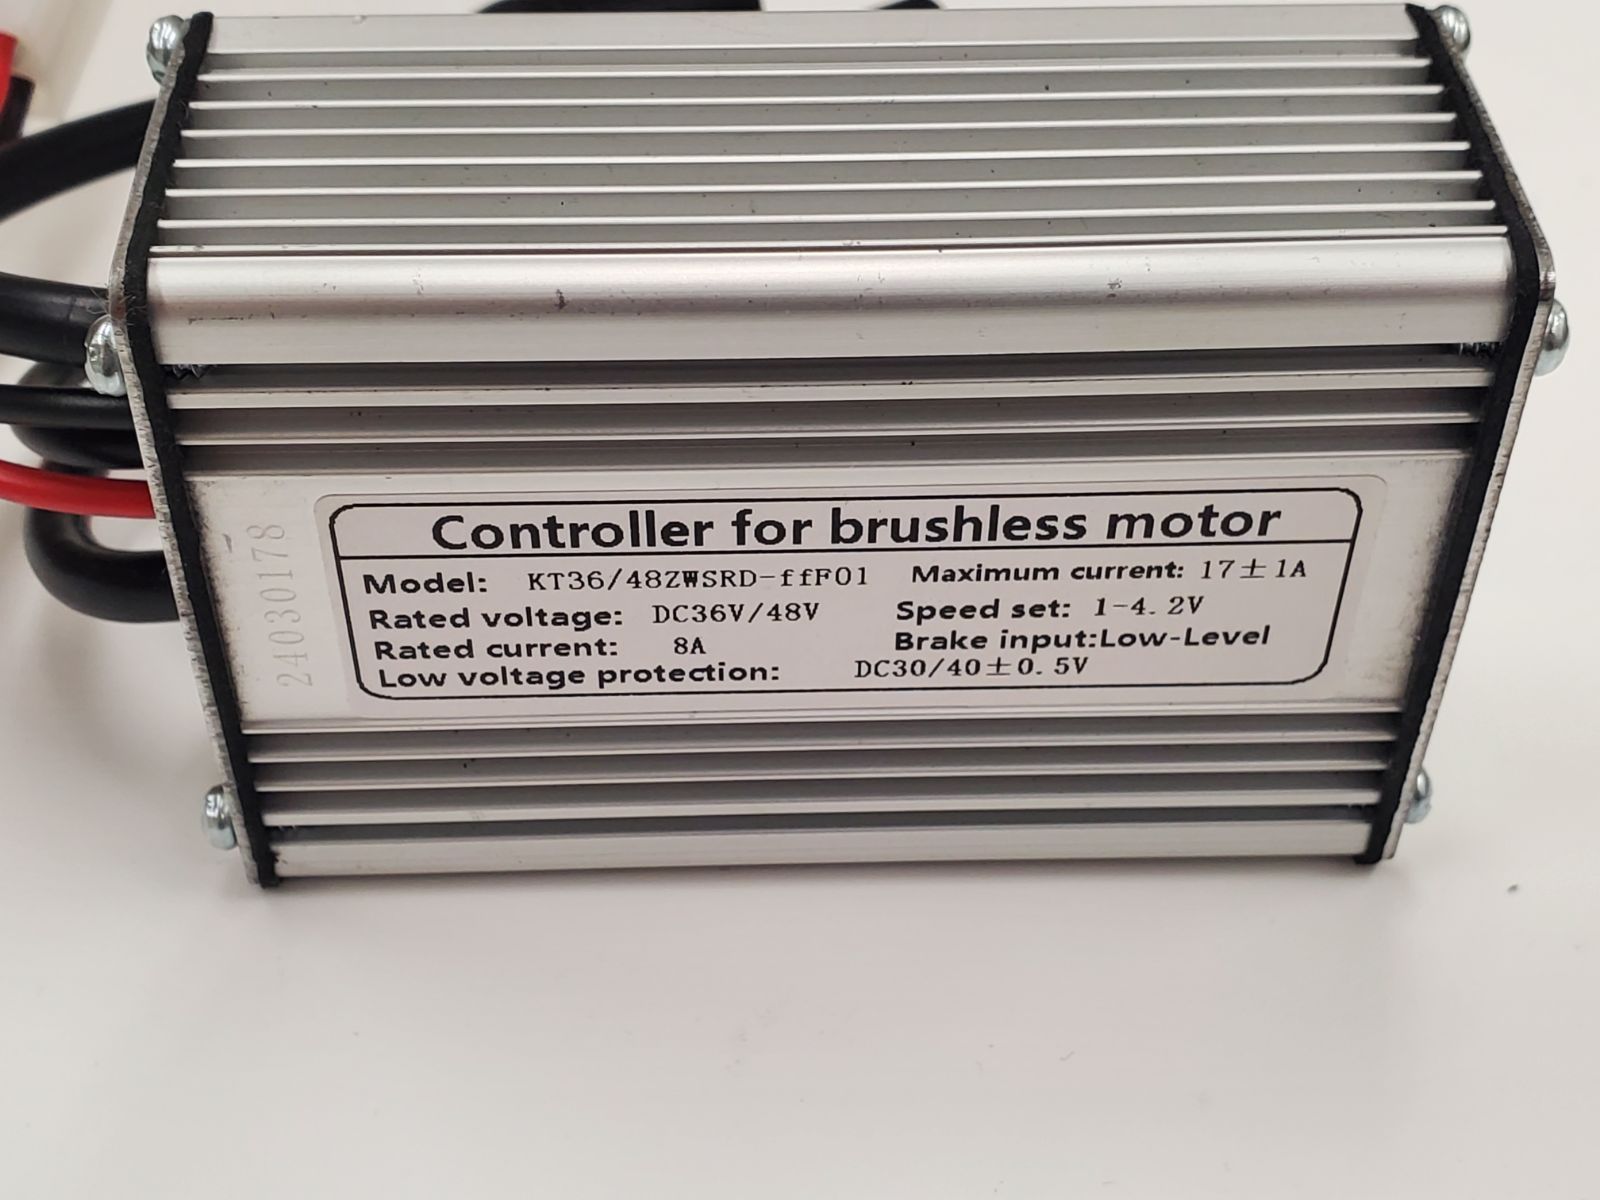 Controller for brushless motor
Model: KT36/48ZWSRD-ffF01 Maximum current: 17±1A
Rated voltage: DC36V/48V Speed set: 1-4.2V
Rated current: 8A Brake input:Low-Level
Low voltage protection: DC30/40±0.5V
24030178